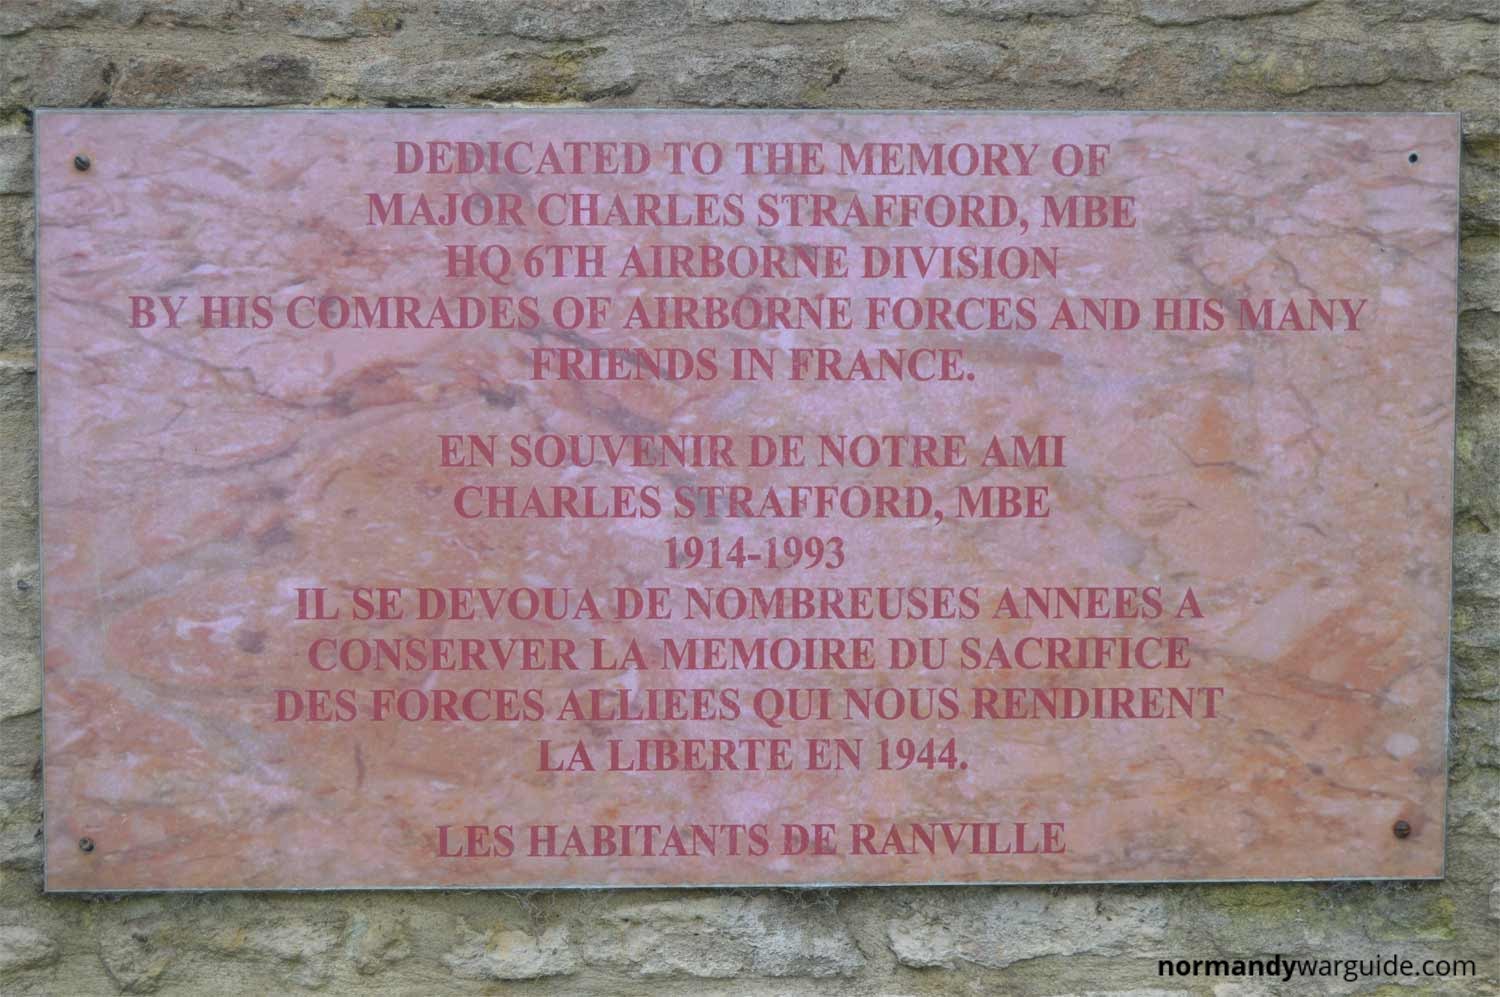 DEDICATED TO THE MEMORY OF
MAJOR CHARLES STRAFFORD, MBE
HQ 6TH AIRBORNE DIVISION
BY HIS COMRADES OF AIRBORNE FORCES AND HIS MANY
FRIENDS IN FRANCE.
EN SOUVENIR DE NOTRE AMI
CHARLES STRAFFORD, MBE
1914-1993
IL SE DEVOUA DE NOMBREUSES ANNEES A
CONSERVER LA MEMOIRE DU SACRIFICE
DES FORCES ALLIEES QUI NOUS RENDIRENT
LA LIBERTE EN 1944.
LES HABITANTS DE RANVILLE
normandywarguide.com